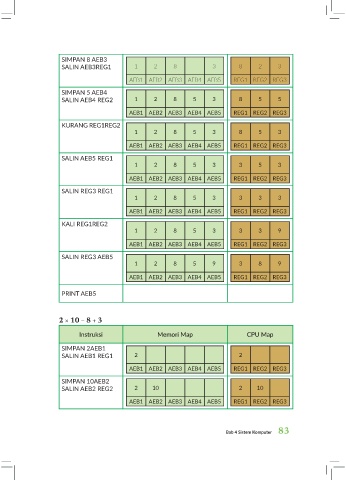 SIMPAN 8 AEB3
SALIN AEB3REG1
1 2 8 3 8 2 3
AEB1 AEB2 AEB3 AEB4 AEB5 REG1 REG2 REG3
SIMPAN 5 AEB4
SALIN AEB4 REG2
1 2 8 5 3 8 5 5
AEB1 AEB2 AEB3 AEB4 AEB5 REG1 REG2 REG3
KURANG REG1REG2
1 2 8 5 3 8 5 3
AEB1 AEB2 AEB3 AEB4 AEB5 REG1 REG2 REG3
SALIN AEB5 REG1
1 2 8 5 3 3 5 3
AEB1 AEB2 AEB3 AEB4 AEB5 REG1 REG2 REG3
SALIN REG3 REG1
1 2 8 5 3 3 3 3
AEB1 AEB2 AEB3 AEB4 AEB5 REG1 REG2 REG3
KALI REG1REG2
1 2 8 5 3 3 3 9
AEB1 AEB2 AEB3 AEB4 AEB5 REG1 REG2 REG3
SALIN REG3 AEB5
1 2 8 5 9 3 8 9
AEB1 AEB2 AEB3 AEB4 AEB5 REG1 REG2 REG3
PRINT AEB5
2 × 10 – 8 + 3
Instruksi Memori Map CPU Map
SIMPAN 2AEB1
SALIN AEB1 REG1
2 2
AEB1 AEB2 AEB3 AEB4 AEB5 REG1 REG2 REG3
SIMPAN 10AEB2
SALIN AEB2 REG2
2 10 2 10
AEB1 AEB2 AEB3 AEB4 AEB5 REG1 REG2 REG3
Bab 4 Sistem Komputer 83